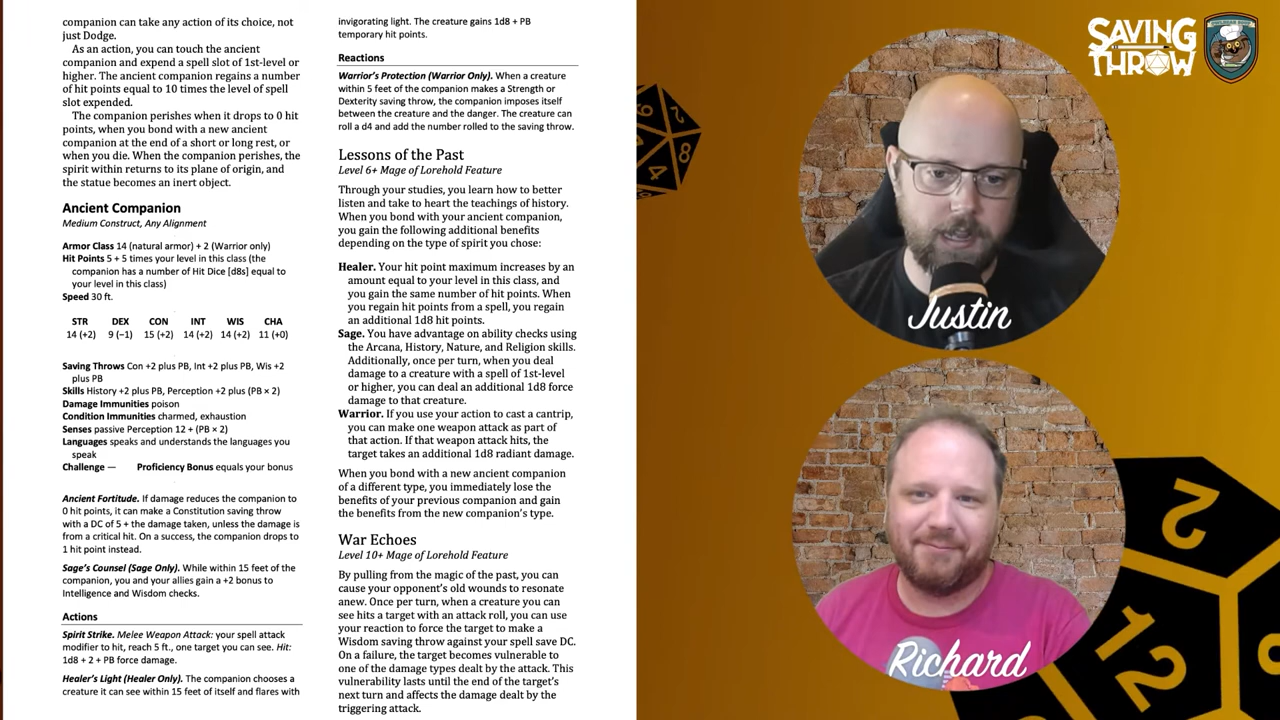 companion can take any action of its choice, not
just Dodge.
As an action, you can touch the ancient
companion and expend a spell slot of 1st-level or
higher. The ancient companion regains a number
of hit points equal to 10 times the level of spell
slot expended.
The companion perishes when it drops to 0 hit
points, when you bond with a new ancient
companion at the end of a short or long rest, or
when you die. When the companion perishes, the
spirit within returns to its plane of origin, and
the statue becomes an inert object.
Ancient Companion
Medium Construct, Any Alignment
Armor Class 14 (natural armor) + 2 (Warrior only)
Hit Points 5 + 5 times your level in this class (the
companion has a number of Hit Dice [d8s] equal to
your level in this class)
Speed 30 ft.
STR DEX CON INT WIS CHA
14 (+2) 9 (−1) 15 (+2) 14 (+2) 14 (+2) 11 (+0)
Saving Throws Con +2 plus PB, Int +2 plus PB, Wis +2
plus PB
Skills History +2 plus PB, Perception +2 plus (PB × 2)
Damage Immunities poison
Condition Immunities charmed, exhaustion
Senses passive Perception 12 + (PB × 2)
Languages speaks and understands the languages you
speak
Challenge — Proficiency Bonus equals your bonus
Ancient Fortitude. If damage reduces the companion to
0 hit points, it can make a Constitution saving throw
with a DC of 5 + the damage taken, unless the damage is
from a critical hit. On a success, the companion drops to
1 hit point instead.
Sage's Counsel (Sage Only). While within 15 feet of the
companion, you and your allies gain a +2 bonus to
Intelligence and Wisdom checks.
Actions
Spirit Strike. Melee Weapon Attack: your spell attack
modifier to hit, reach 5 ft., one target you can see. Hit:
1d8 + 2 + PB force damage.
Healer's Light (Healer Only). The companion chooses a
creature it can see within 15 feet of itself and flares with
invigorating light. The creature gains 1d8 + PB
temporary hit points.
Reactions
Warrior's Protection (Warrior Only). When a creature
within 5 feet of the companion makes a Strength or
Dexterity saving throw, the companion imposes itself
between the creature and the danger. The creature can
roll a d4 and add the number rolled to the saving throw.
Lessons of the Past
Level 6+ Mage of Lorehold Feature
Through your studies, you learn how to better
listen and take to heart the teachings of history.
When you bond with your ancient companion,
you gain the following additional benefits
depending on the type of spirit you chose:
Healer. Your hit point maximum increases by an
amount equal to your level in this class, and
you gain the same number of hit points. When
you regain hit points from a spell, you regain
an additional 1d8 hit points.
Sage. You have advantage on ability checks using
the Arcana, History, Nature, and Religion skills.
Additionally, once per turn, when you deal
damage to a creature with a spell of 1st-level
or higher, you can deal an additional 1d8 force
damage to that creature.
Warrior. If you use your action to cast a cantrip,
you can make one weapon attack as part of
that action. If that weapon attack hits, the
target takes an additional 1d8 radiant damage.
When you bond with a new ancient companion
of a different type, you immediately lose the
benefits of your previous companion and gain
the benefits from the new companion's type.
War Echoes
Level 10+ Mage of Lorehold Feature
By pulling from the magic of the past, you can
cause your opponent's old wounds to resonate
anew. Once per turn, when a creature you can
see hits a target with an attack roll, you can use
your reaction to force the target to make a
Wisdom saving throw against your spell save DC.
On a failure, the target becomes vulnerable to
one of the damage types dealt by the attack. This
vulnerability lasts until the end of the target's
next turn and affects the damage dealt by the
triggering attack.
SAVING
THROW
Justin
Richard
8
4
2
12